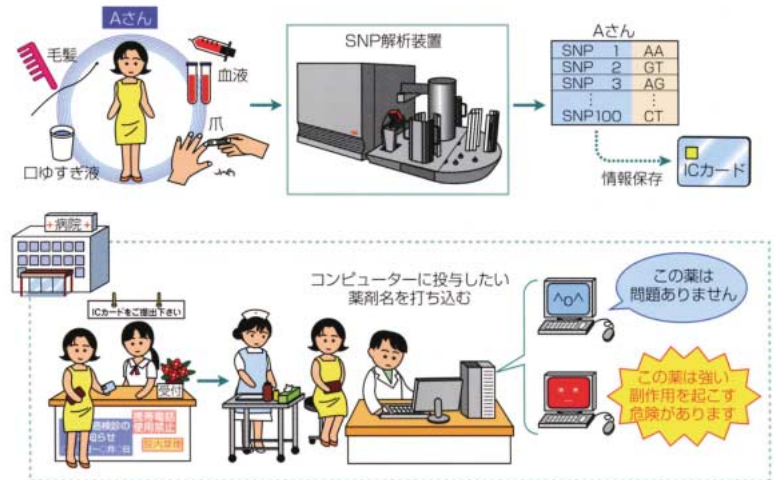 Aさん
毛髪
血液
爪
口ゆすぎ液
SNP解析装置
Aさん
SNP 1 AA
SNP 2 GT
SNP 3 AG
⋮ ⋮
SNP100 CT
情報保存
ICカード
病院
ICカードをご提出下さい
受付
携帯電話
使用禁止
コンピューターに投与したい
薬剤名を打ち込む
^o^
この薬は
問題ありません
この薬は強い
副作用を起こす
危険があります